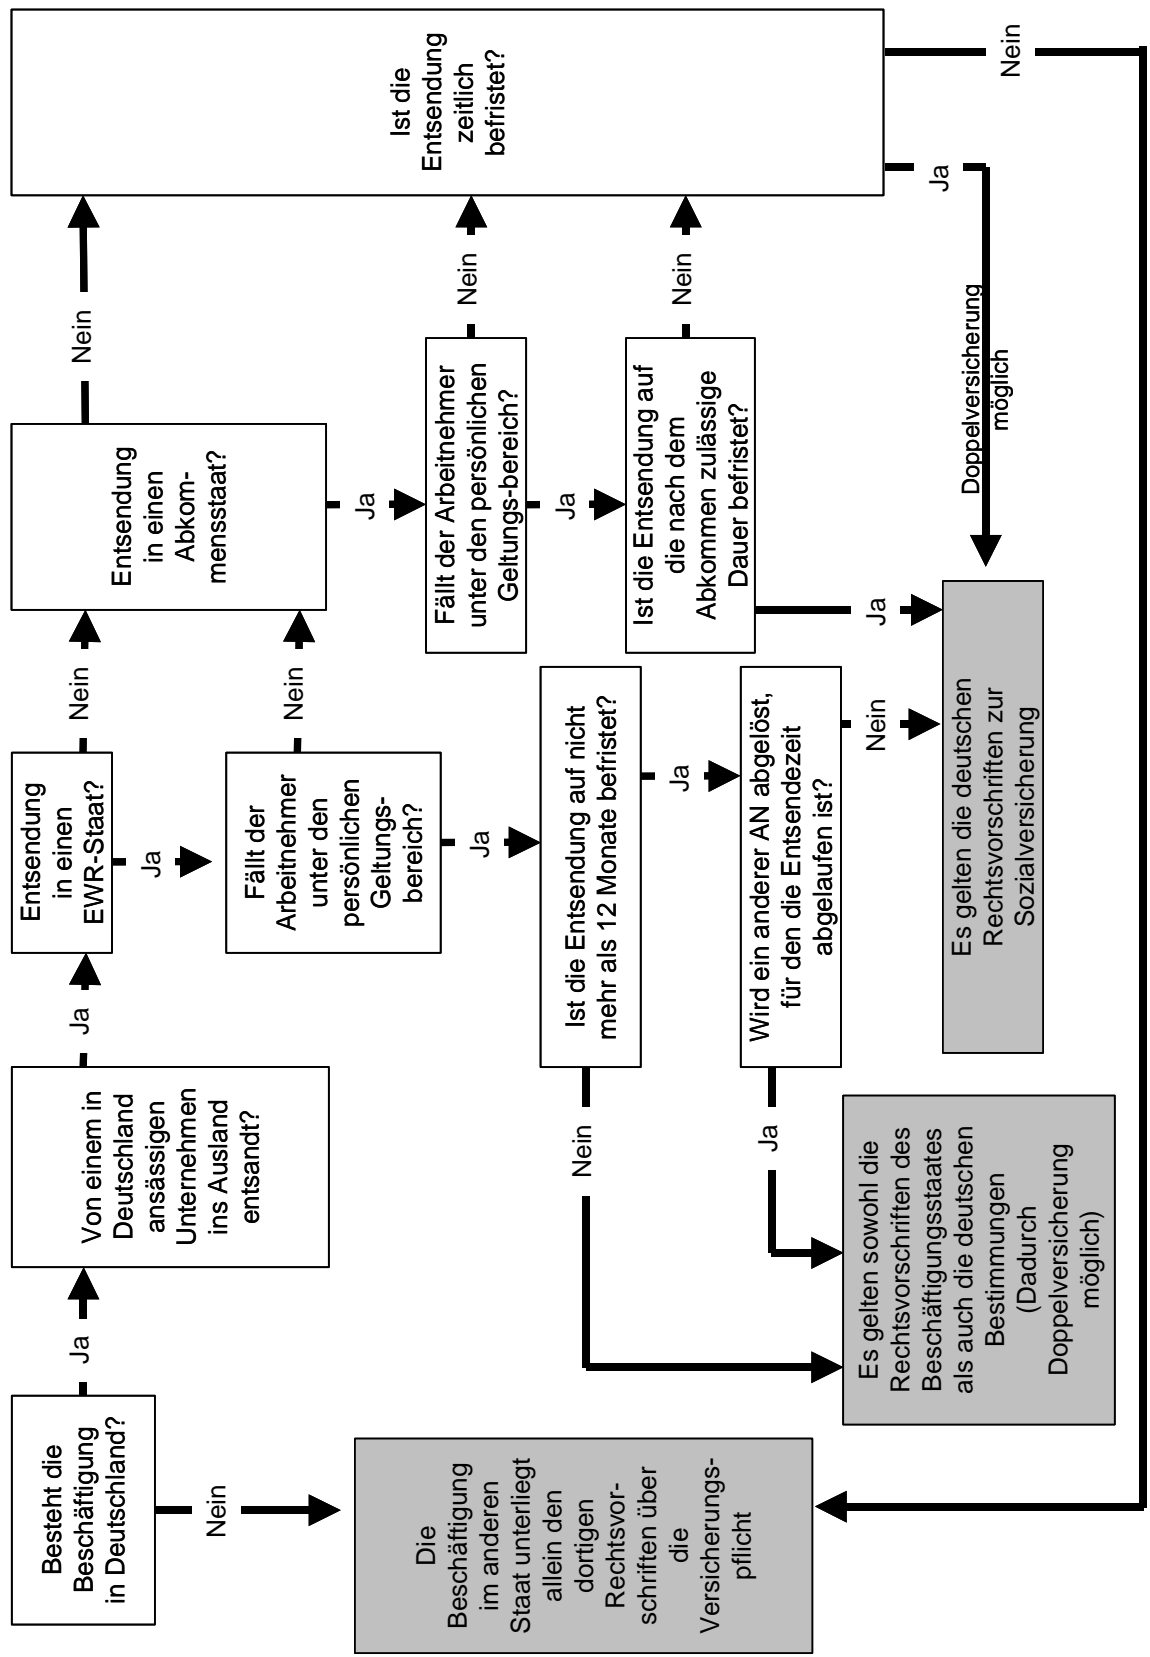 Besteht die
Beschäftigung
in Deutschland?
Ja
Von einem in
Deutschland
ansässigen
Unternehmen
ins Ausland
entsandt?
Ja
Entsendung
in einen
EWR-Staat?
Nein
Entsendung
in einen
Abkom-
mensstaat?
Nein
Ist die
Entsendung
zeitlich
befristet?
Nein
Ja
Fällt der
Arbeitnehmer
unter den
persönlichen
Geltungs-
bereich?
Nein
Ja
Fällt der Arbeitnehmer
unter den persönlichen
Geltungs-bereich?
Nein
Ja
Ist die Entsendung auf
die nach dem
Abkommen zulässige
Dauer befristet?
Nein
Ja
Ist die Entsendung auf nicht
mehr als 12 Monate befristet?
Nein
Ja
Wird ein anderer AN abgelöst,
für den die Entsendezeit
abgelaufen ist?
Ja
Nein
Ja
Ja
Nein
Doppelversicherung
möglich
Die
Beschäftigung
im anderen
Staat unterliegt
allein den
dortigen
Rechtsvor-
schriften über
die
Versicherungs-
pflicht
Es gelten sowohl die
Rechtsvorschriften des
Beschäftigungsstaates
als auch die deutschen
Bestimmungen
(Dadurch
Doppelversicherung
möglich)
Es gelten die deutschen
Rechtsvorschriften zur
Sozialversicherung